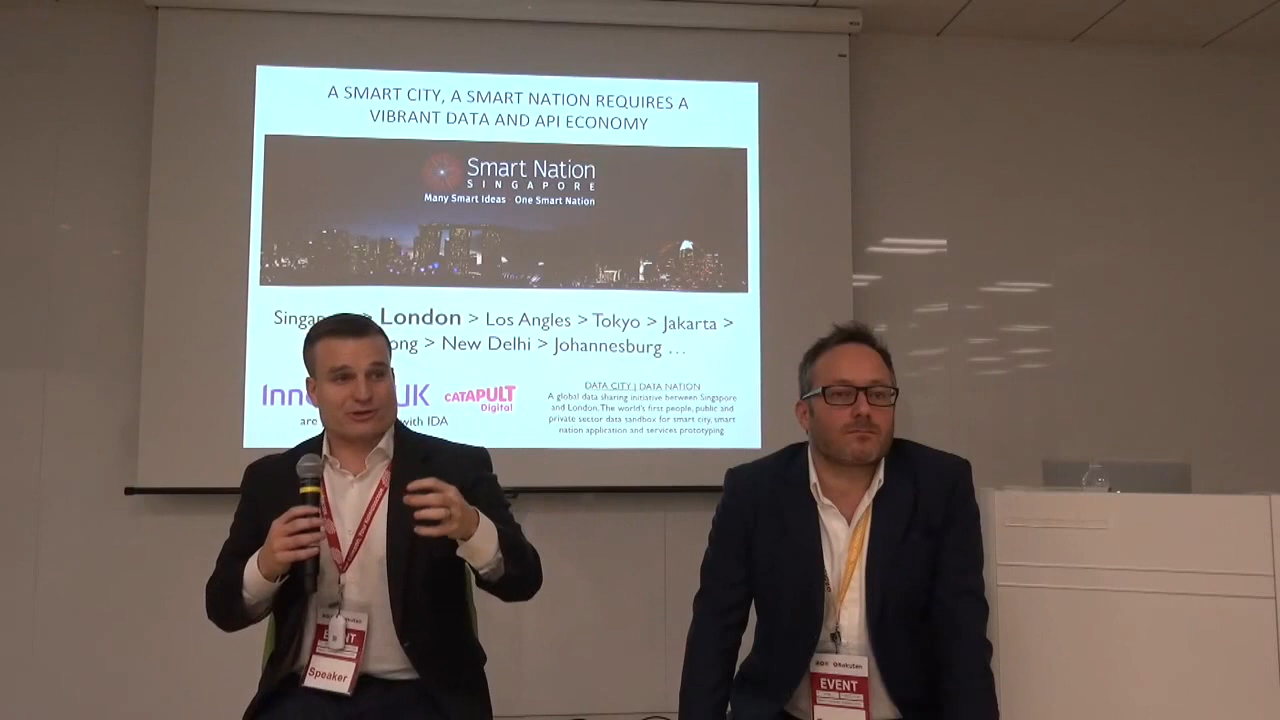 A SMART CITY, A SMART NATION REQUIRES A
VIBRANT DATA AND API ECONOMY
Smart Nation
SINGAPORE
Many Smart Ideas One Smart Nation
> London > Los Angles > Tokyo > Jakarta >
> New Delhi > Johannesburg ...
UK
CATAPULT
Digital
are with IDA
DATA CITY | DATA NATION
A global data sharing initiative between Singapore
and London. The world's first people, public and
private sector data sandbox for smart city, smart
nation application and services prototyping
Speaker
Rakuten
EVENT